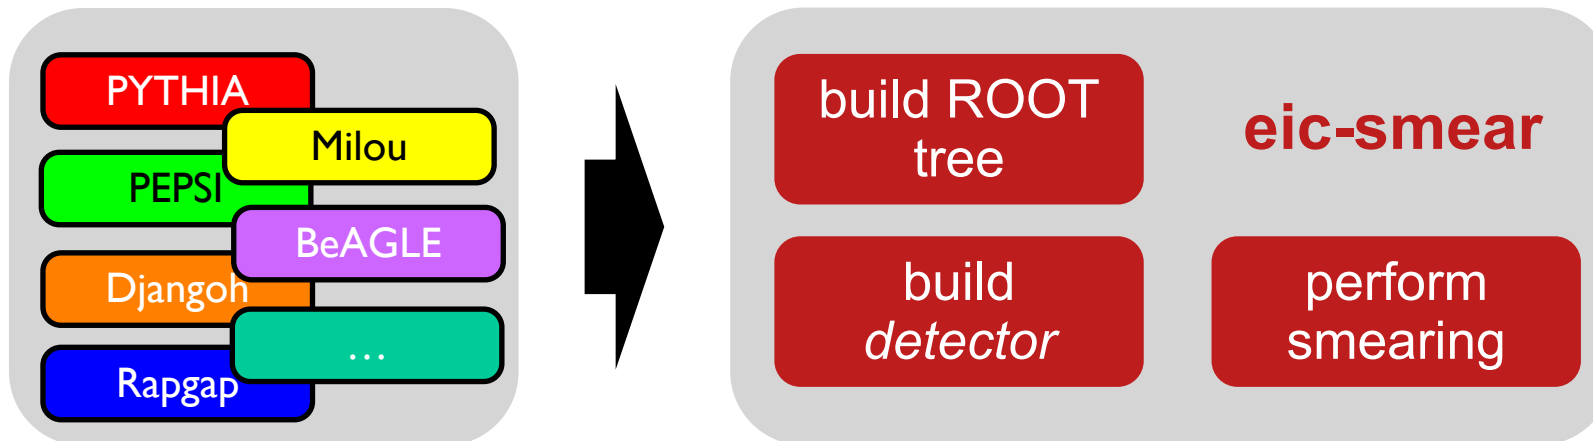 PYTHIA
Milou
PEPSI
BeAGLE
Djangoh
…
Rapgap
build ROOT
tree
eic-smear
build
detector
perform
smearing